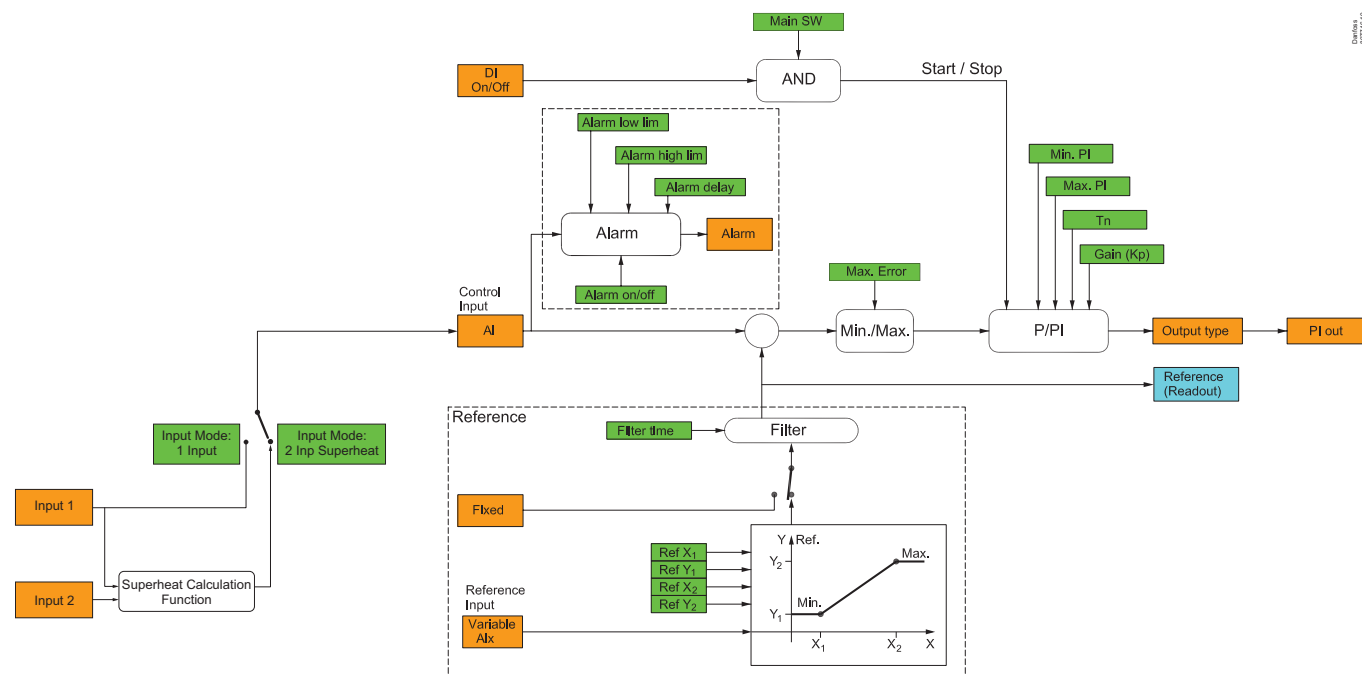 Main SW
Danfoss
DI
On/Off
AND
Start / Stop
Alarm low lim
Alarm high lim
Alarm delay
Alarm
Alarm
Alarm on/off
Min. PI
Max. PI
Tn
Gain (Kp)
Max. Error
Control
Input
AI
Min./Max.
P/PI
Output type
PI out
Reference
(Readout)
Reference
Input Mode:
1 Input
Input Mode:
2 Inp Superheat
Filter time
Filter
Input 1
Fixed
Input 2
Superheat Calculation
Function
Ref X1
Ref Y1
Ref X2
Ref Y2
Reference
Input
Variable
AIx
Y Ref.
Y2
Max.
Min.
Y1
X1 X2 X